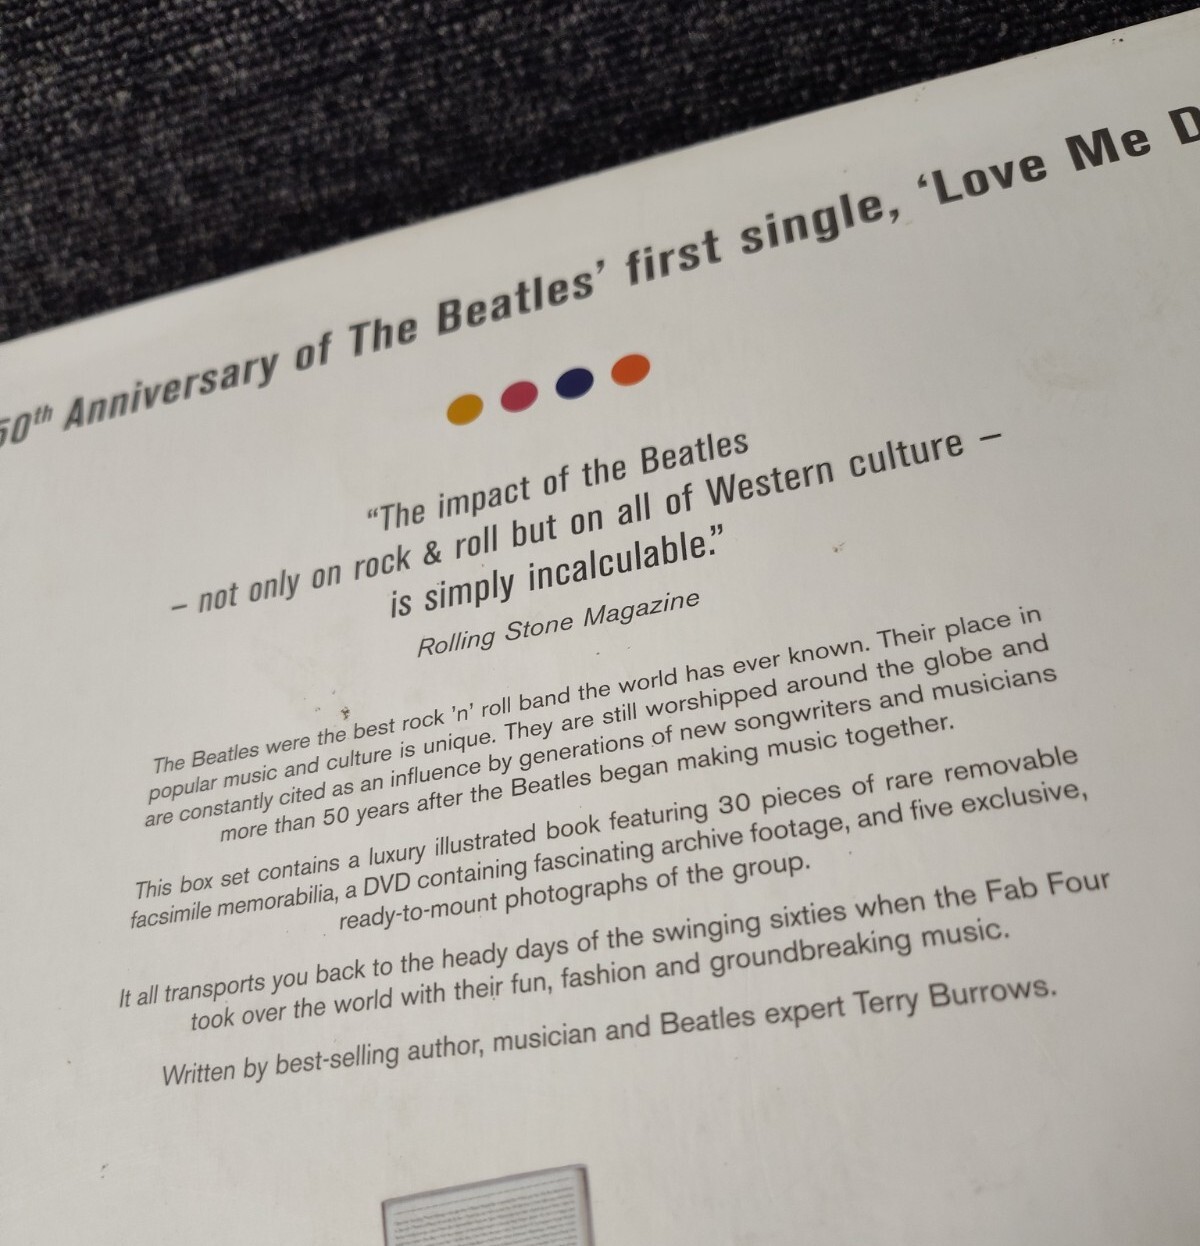 50th Anniversary of The Beatles’ first single, ‘Love Me D
“The impact of the Beatles
– not only on rock & roll but on all of Western culture –
is simply incalculable.”
Rolling Stone Magazine
The Beatles were the best rock ’n’ roll band the world has ever known. Their place in
popular music and culture is unique. They are still worshipped around the globe and
are constantly cited as an influence by generations of new songwriters and musicians
more than 50 years after the Beatles began making music together.
This box set contains a luxury illustrated book featuring 30 pieces of rare removable
facsimile memorabilia, a DVD containing fascinating archive footage, and five exclusive,
ready-to-mount photographs of the group.
It all transports you back to the heady days of the swinging sixties when the Fab Four
took over the world with their fun, fashion and groundbreaking music.
Written by best-selling author, musician and Beatles expert Terry Burrows.